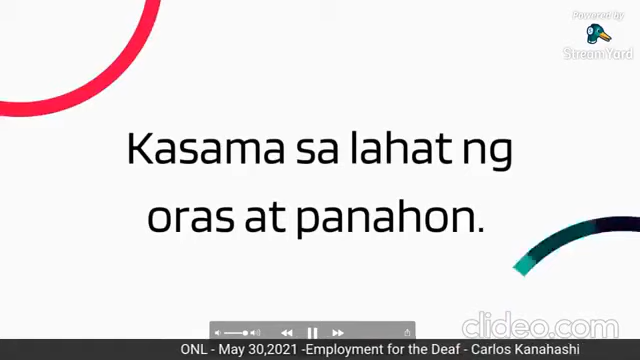 Powered by
StreamYard
Kasama sa lahat ng
oras at panahon.
clideo.com
ONL - May 30,2021 -Employment for the Deaf - Carlos Kanahashi